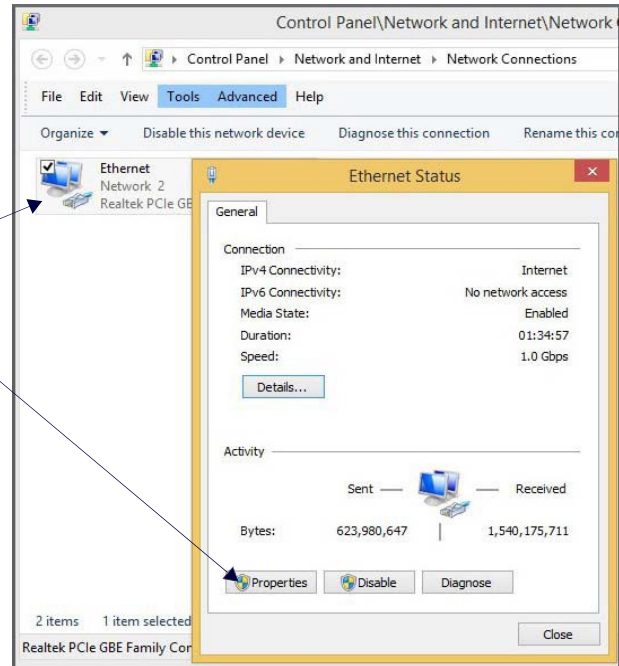 Control Panel\Network and Internet\Network
Control Panel Network and Internet Network Connections
File Edit View Tools Advanced Help
Organize Disable this network device Diagnose this connection Rename this
Ethernet
Network 2
Realtek PCIe
Ethernet Status
General
Connection
IPv4 Connectivity: Internet
IPv6 Connectivity: No network access
Media State: Enabled
Duration: 01:34:57
Speed: 1.0 Gbps
Details...
Activity
Sent — — Received
Bytes: 623,980,647 | 1,540,175,711
Properties Disable Diagnose
Close
2 items 1 item selected
Realtek PCIe GBE Family